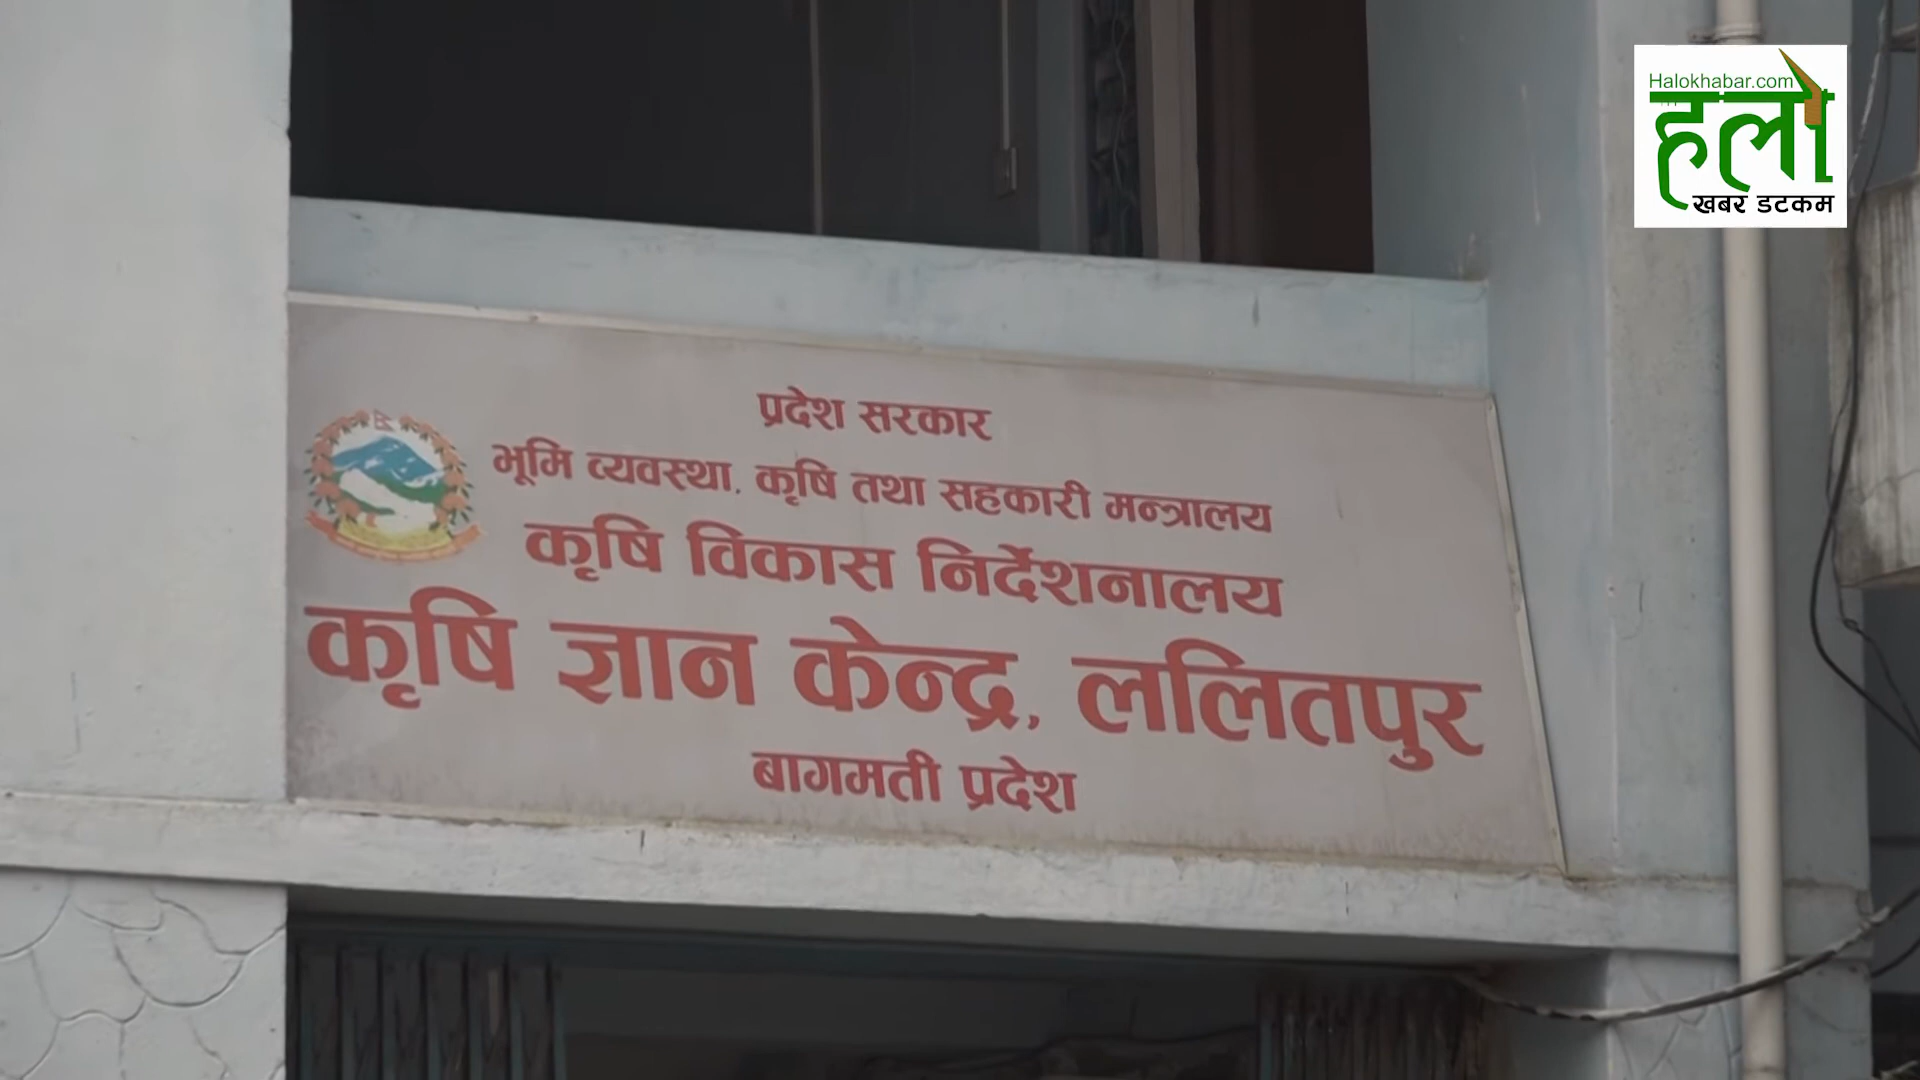 Halokhabar.com
हलो
खबर डटकम
प्रदेश सरकार
भूमि व्यवस्था, कृषि तथा सहकारी मन्त्रालय
कृषि विकास निर्देशनालय
कृषि ज्ञान केन्द्र, ललितपुर
बागमती प्रदेश